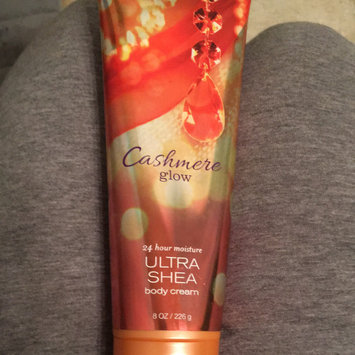 Cashmere
glow
24 hour moisture
ULTRA
SHEA
body cream
8 OZ / 226 g